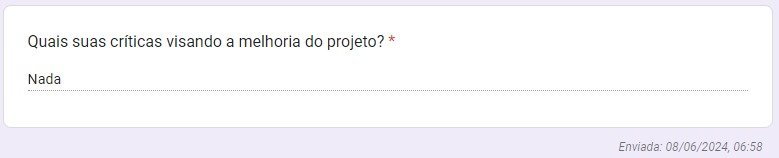 Quais suas críticas visando a melhoria do projeto? *
Nada
Enviada: 08/06/2024, 06:58